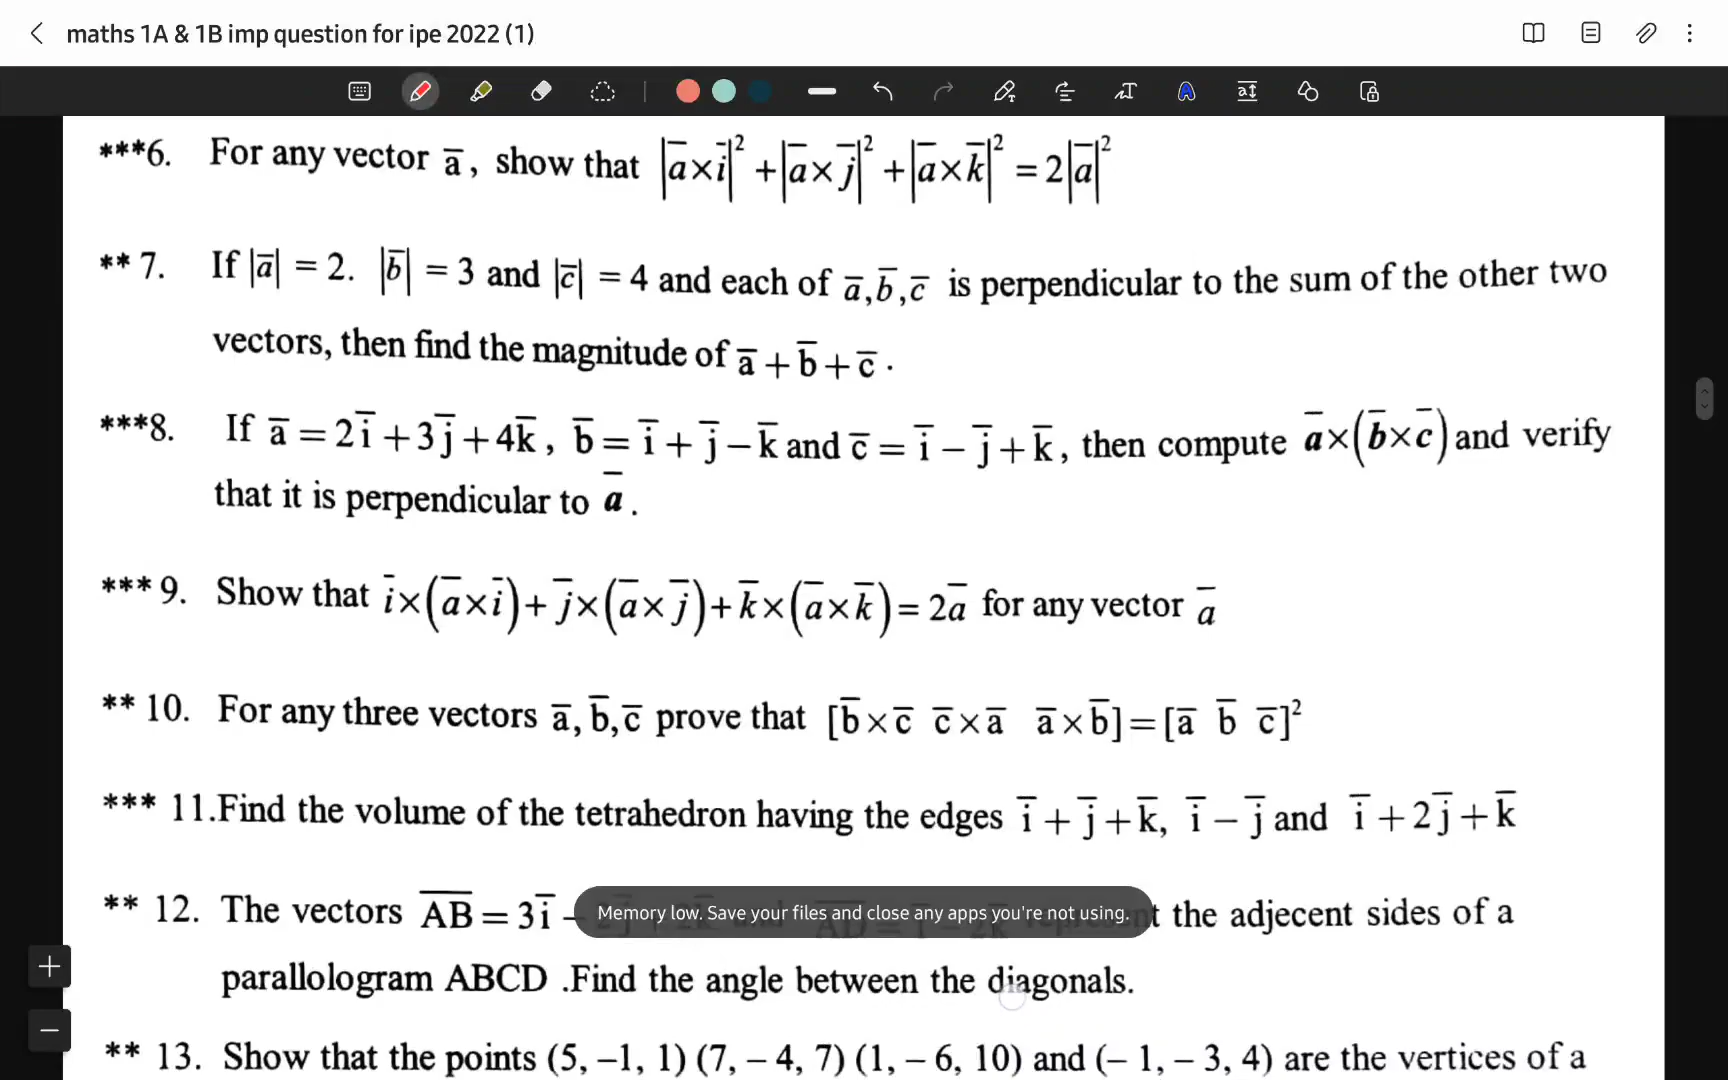 maths 1A & 1B imp question for ipe 2022 (1)
***6. For any vector a̅, show that |a̅×i̅|² + |a̅×j̅|² + |a̅×k̅|² = 2|a̅|²
** 7. If |a̅| = 2. |b̅| = 3 and |c̅| = 4 and each of a̅,b̅,c̅ is perpendicular to the sum of the other two
vectors, then find the magnitude of a̅+b̅+c̅ .
***8. If a̅ = 2i̅+3j̅+4k̅, b̅ = i̅+j̅−k̅ and c̅ = i̅−j̅+k̅, then compute a̅×(b̅×c̅) and verify
that it is perpendicular to a̅ .
*** 9. Show that i̅×(a̅×i̅)+j̅×(a̅×j̅)+k̅×(a̅×k̅)= 2a̅ for any vector a̅
** 10. For any three vectors a̅,b̅,c̅ prove that [b̅×c̅ c̅×a̅ a̅×b̅]=[a̅ b̅ c̅]²
*** 11.Find the volume of the tetrahedron having the edges i̅+j̅+k̅, i̅−j̅ and i̅+2j̅+k̅
** 12. The vectors A̅B̅ = 3i̅ − t the adjecent sides of a
Memory low. Save your files and close any apps you're not using.
parallologram ABCD .Find the angle between the diagonals.
** 13. Show that the points (5, –1, 1) (7, – 4, 7) (1, – 6, 10) and (– 1, – 3, 4) are the vertices of a